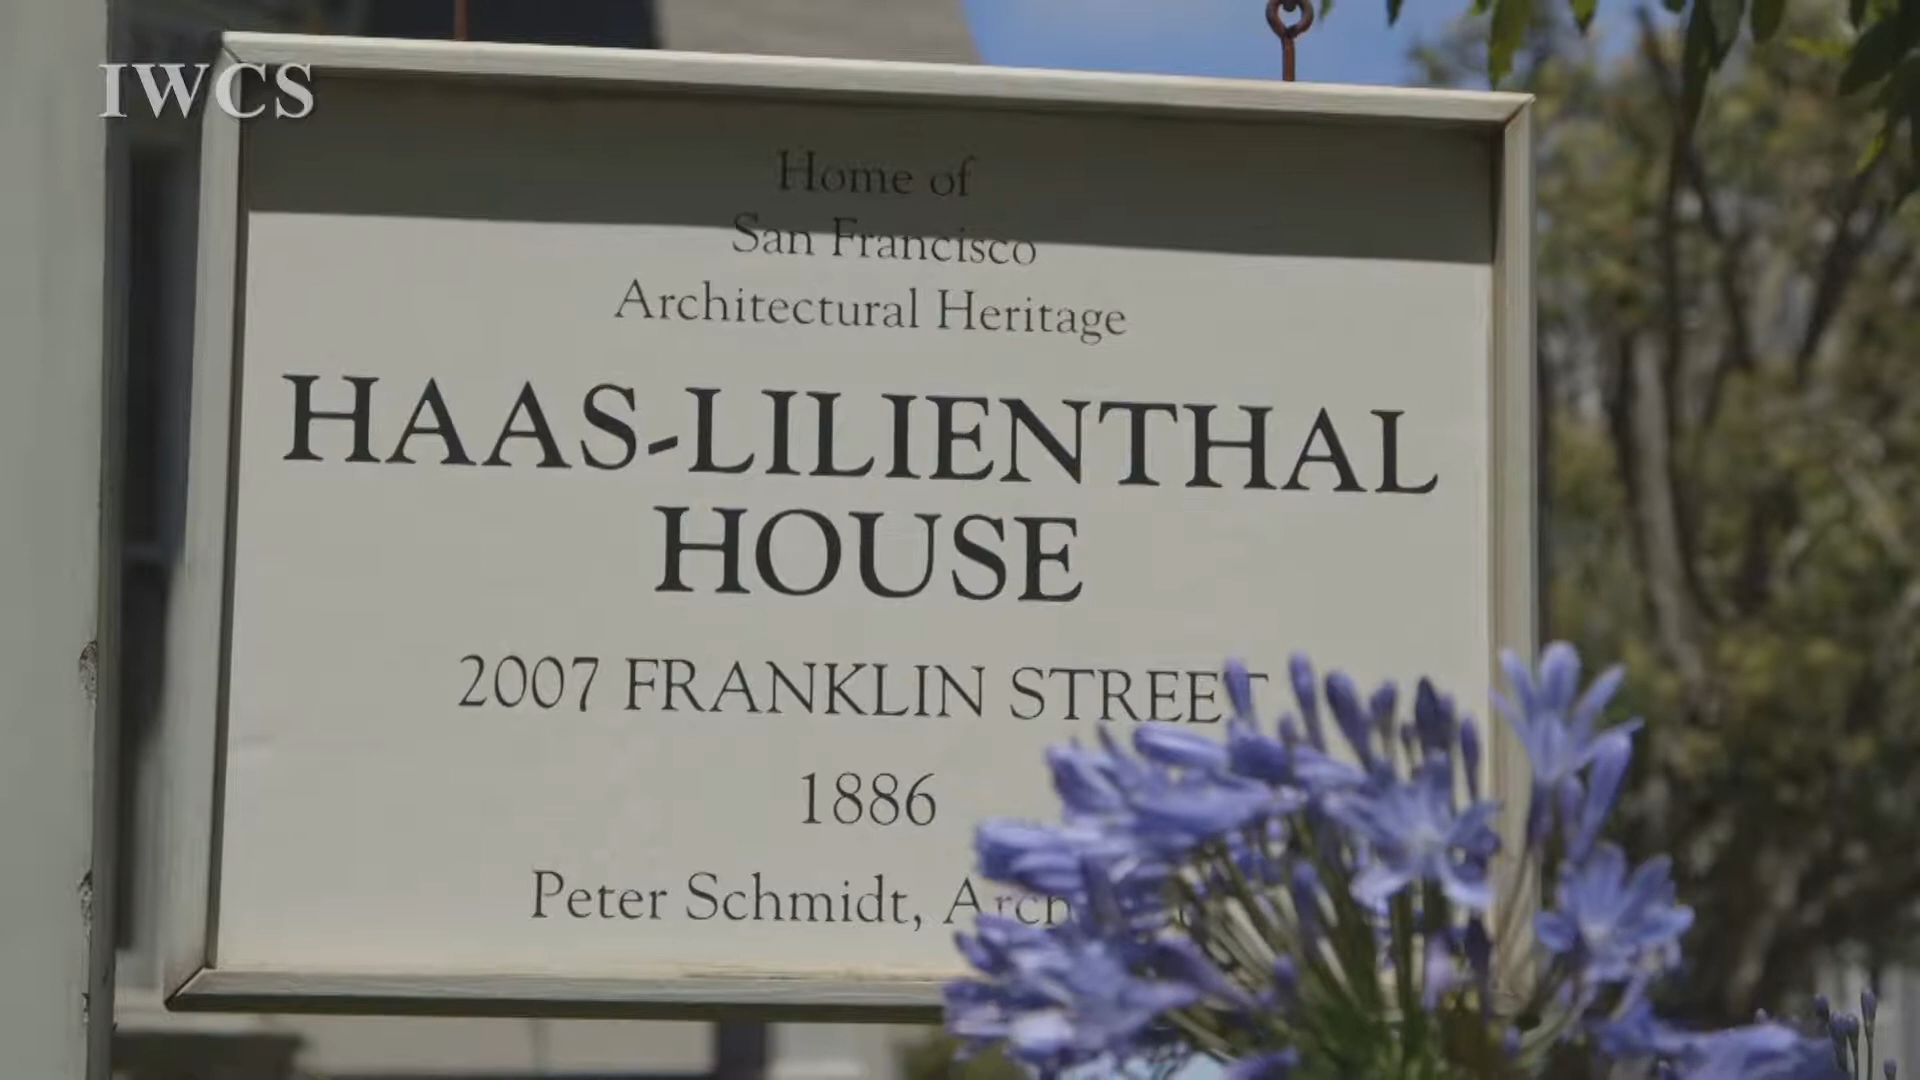 IWCS
Home of
San Francisco
Architectural Heritage
HAAS-LILIENTHAL
HOUSE
2007 FRANKLIN STREET
1886
Peter Schmidt,